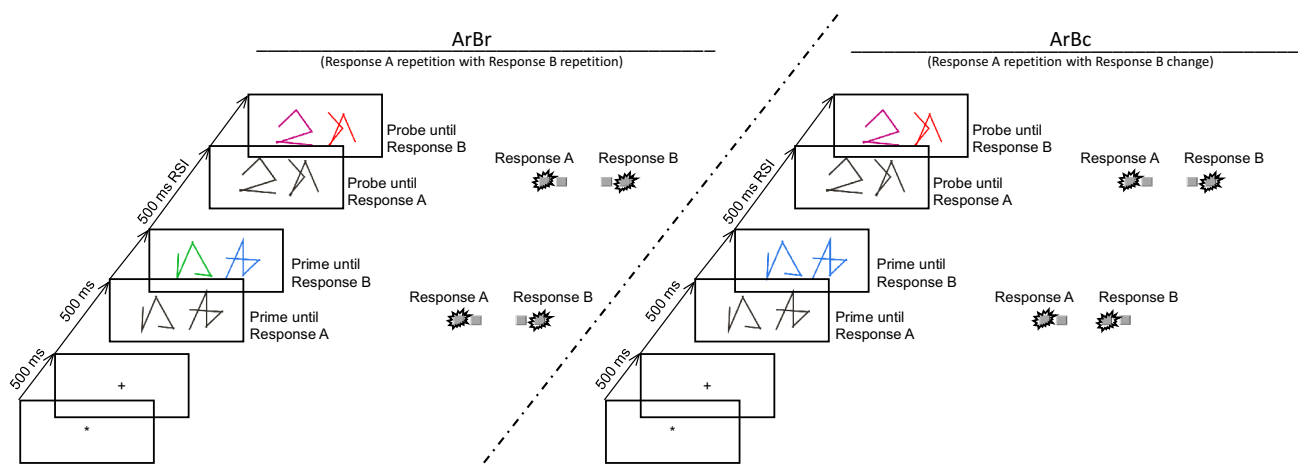 ArBr
(Response A repetition with Response B repetition)
Probe until
Response B
Probe until
Response A
Response A
Response B
500 ms RSI
Prime until
Response B
Prime until
Response A
Response A
Response B
500 ms
500 ms
+
*
ArBc
(Response A repetition with Response B change)
Probe until
Response B
Probe until
Response A
Response A
Response B
500 ms RSI
Prime until
Response B
Prime until
Response A
Response A
Response B
500 ms
500 ms
+
*